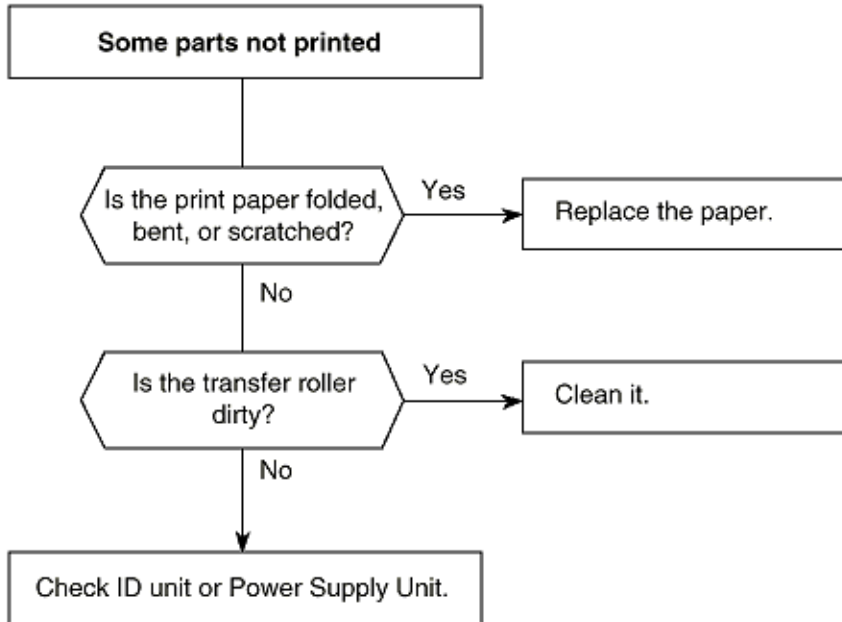 Some parts not printed
Is the print paper folded,
bent, or scratched?
Yes
Replace the paper.
No
Is the transfer roller
dirty?
Yes
Clean it.
No
Check ID unit or Power Supply Unit.